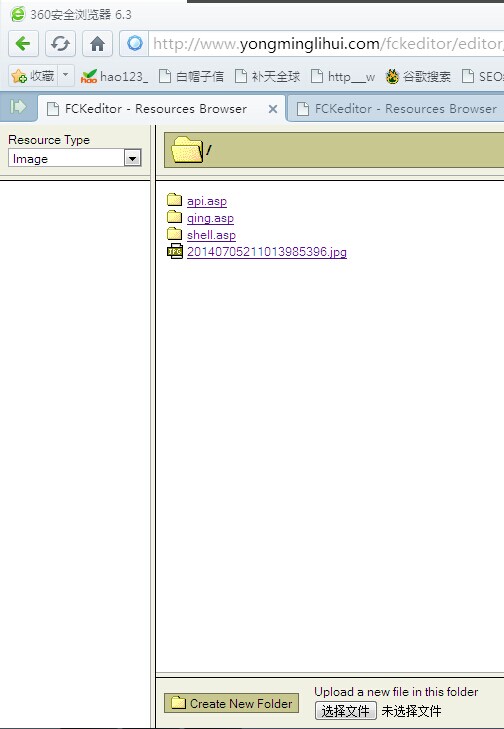 360安全浏览器 6.3
http://www.yongminglihui.com/fckeditor/editor
收藏 hao123_ 白帽子信 补天全球 http___w 谷歌搜索 SEO
FCKeditor - Resources Browser FCKeditor - Resources Browser
Resource Type
Image
/
api.asp
qing.asp
shell.asp
20140705211013985396.jpg
Create New Folder
Upload a new file in this folder
选择文件 未选择文件